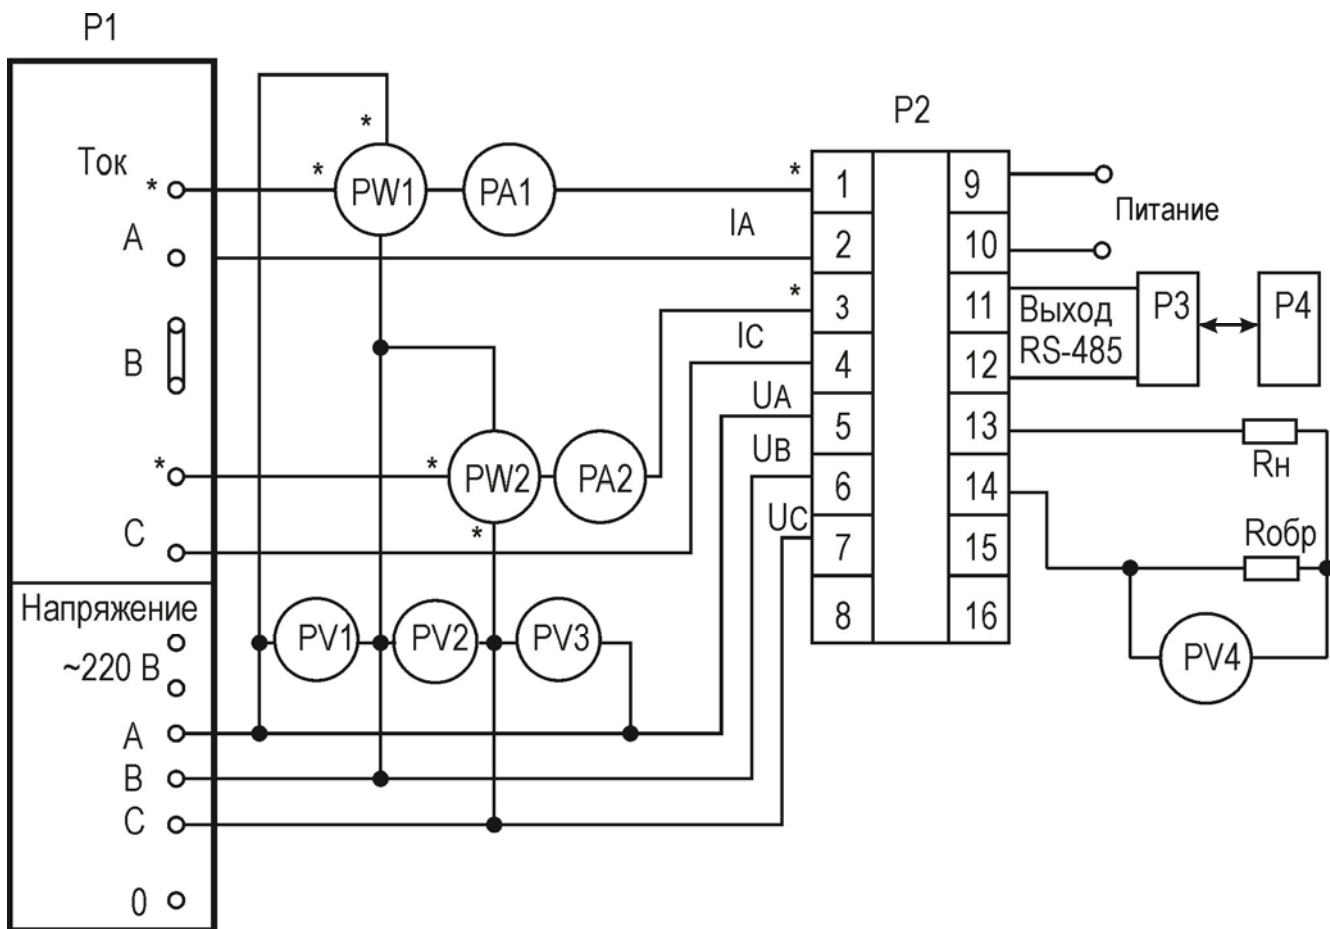 P1
P2
Ток
*
*
*
PW1
PA1
*
1
9
Питание
A
IA
2
10
*
3
11
Выход
P3
P4
B
IC
4
RS-485
12
UA
5
13
*
*
PW2
PA2
UB
6
14
Rн
*
C
UC
7
15
Rобр
Напряжение
8
16
PV1
PV2
PV3
PV4
~220 В
A
B
C
0